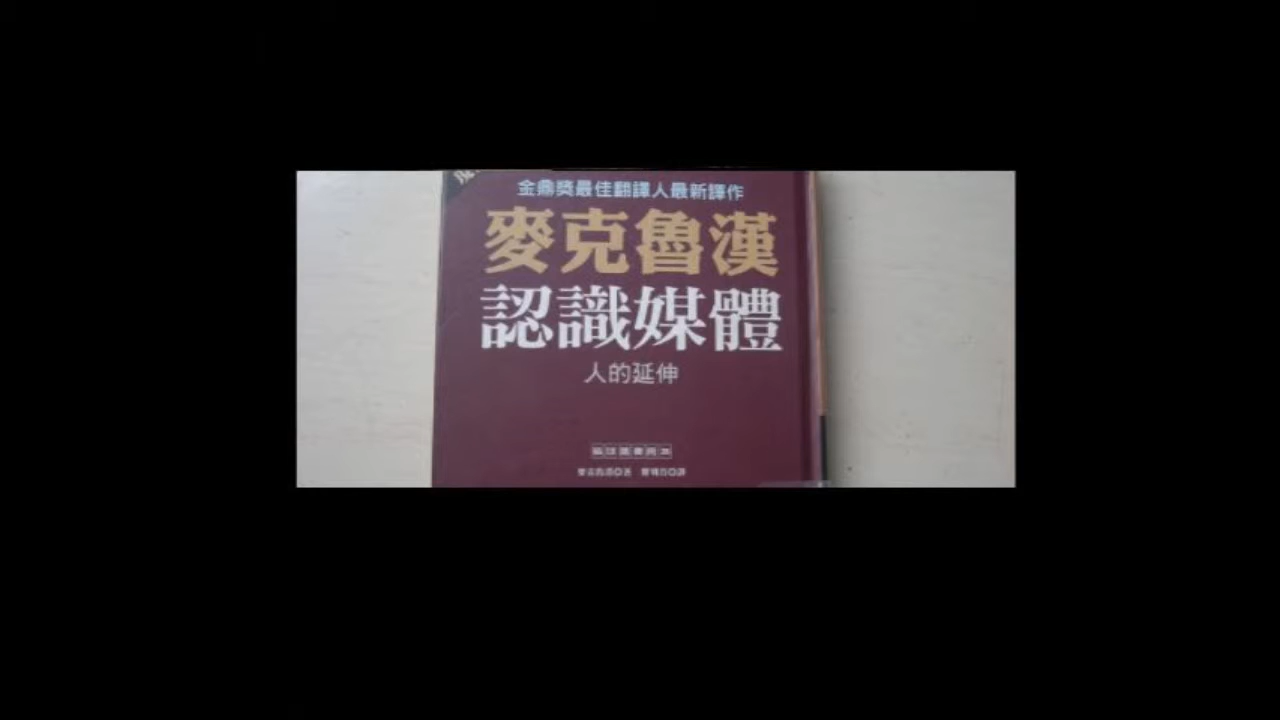 金鼎獎最佳翻譯人最新譯作
麥克魯漢
認識媒體
人的延伸